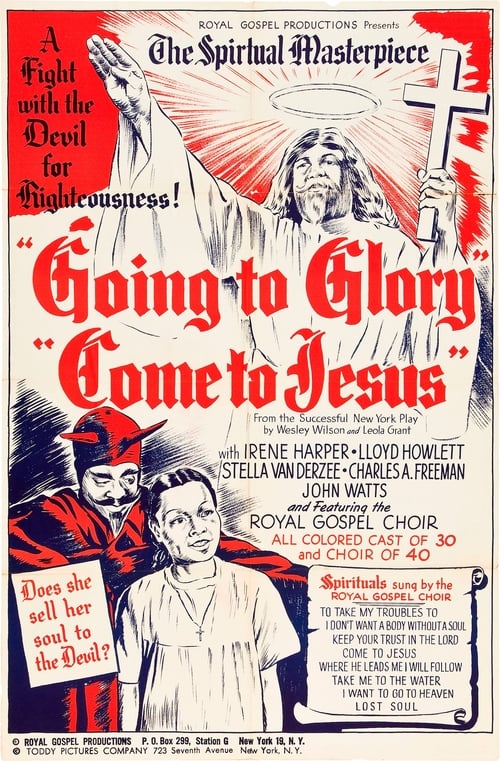 ROYAL GOSPEL PRODUCTIONS Presents
The Spirtual Masterpiece
A
Fight
with the
Devil
for
Righteousness!
"Going to Glory"
"Come to Jesus"
From the Successful New York Play
by Wesley Wilson and Leola Grant
with IRENE HARPER • LLOYD HOWLETT
STELLA VAN DERZEE • CHARLES A. FREEMAN
JOHN WATTS
and Featuring the
ROYAL GOSPEL CHOIR
ALL COLORED CAST OF 30
and CHOIR OF 40
Does she
sell her
soul to
the Devil?
Spirituals sung by the
ROYAL GOSPEL CHOIR
TO TAKE MY TROUBLES TO
I DON'T WANT A BODY WITHOUT A SOUL
KEEP YOUR TRUST IN THE LORD
COME TO JESUS
WHERE HE LEADS ME I WILL FOLLOW
TAKE ME TO THE WATER
I WANT TO GO TO HEAVEN
LOST SOUL
© ROYAL GOSPEL PRODUCTIONS P. O. Box 299, Station G New York 19, N. Y.
© TODDY PICTURES COMPANY 723 Seventh Avenue New York, N. Y.